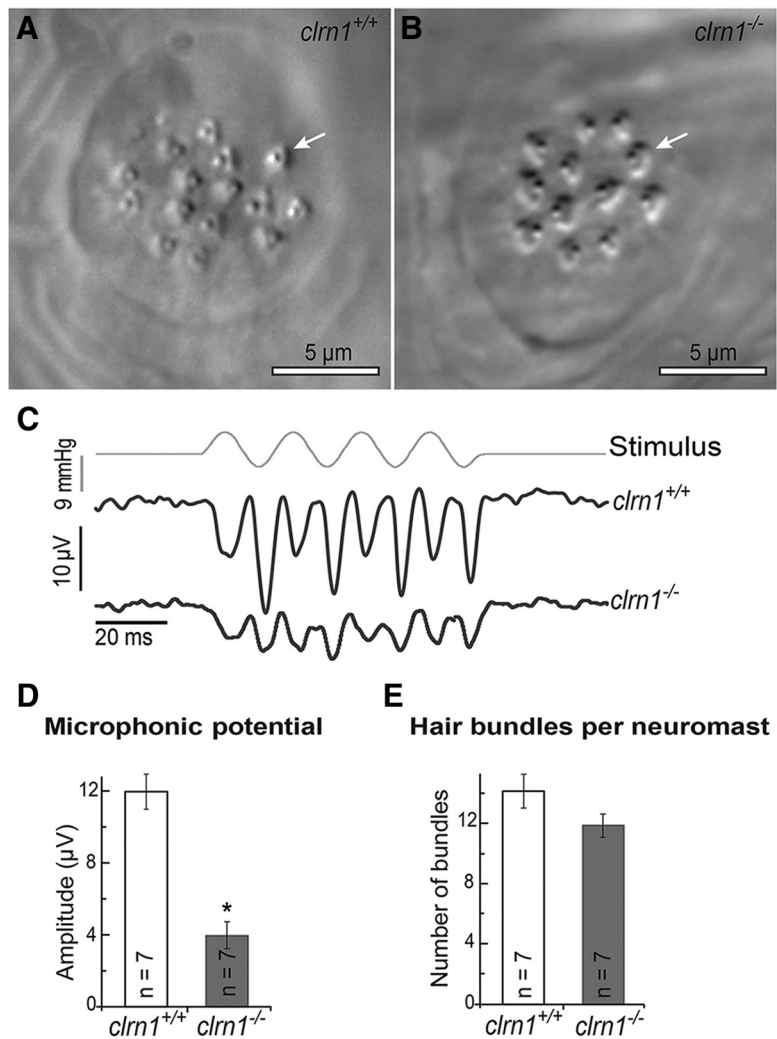 A clrn1+/+
B clrn1-/-
5 µm
5 µm
C
Stimulus
9 mmHg
clrn1+/+
10 µV
clrn1-/-
20 ms
D
Microphonic potential
12
8
4
0
Amplitude (µV)
*
n = 7
n = 7
clrn1+/+
clrn1-/-
E
Hair bundles per neuromast
12
8
4
0
Number of bundles
n = 7
n = 7
clrn1+/+
clrn1-/-